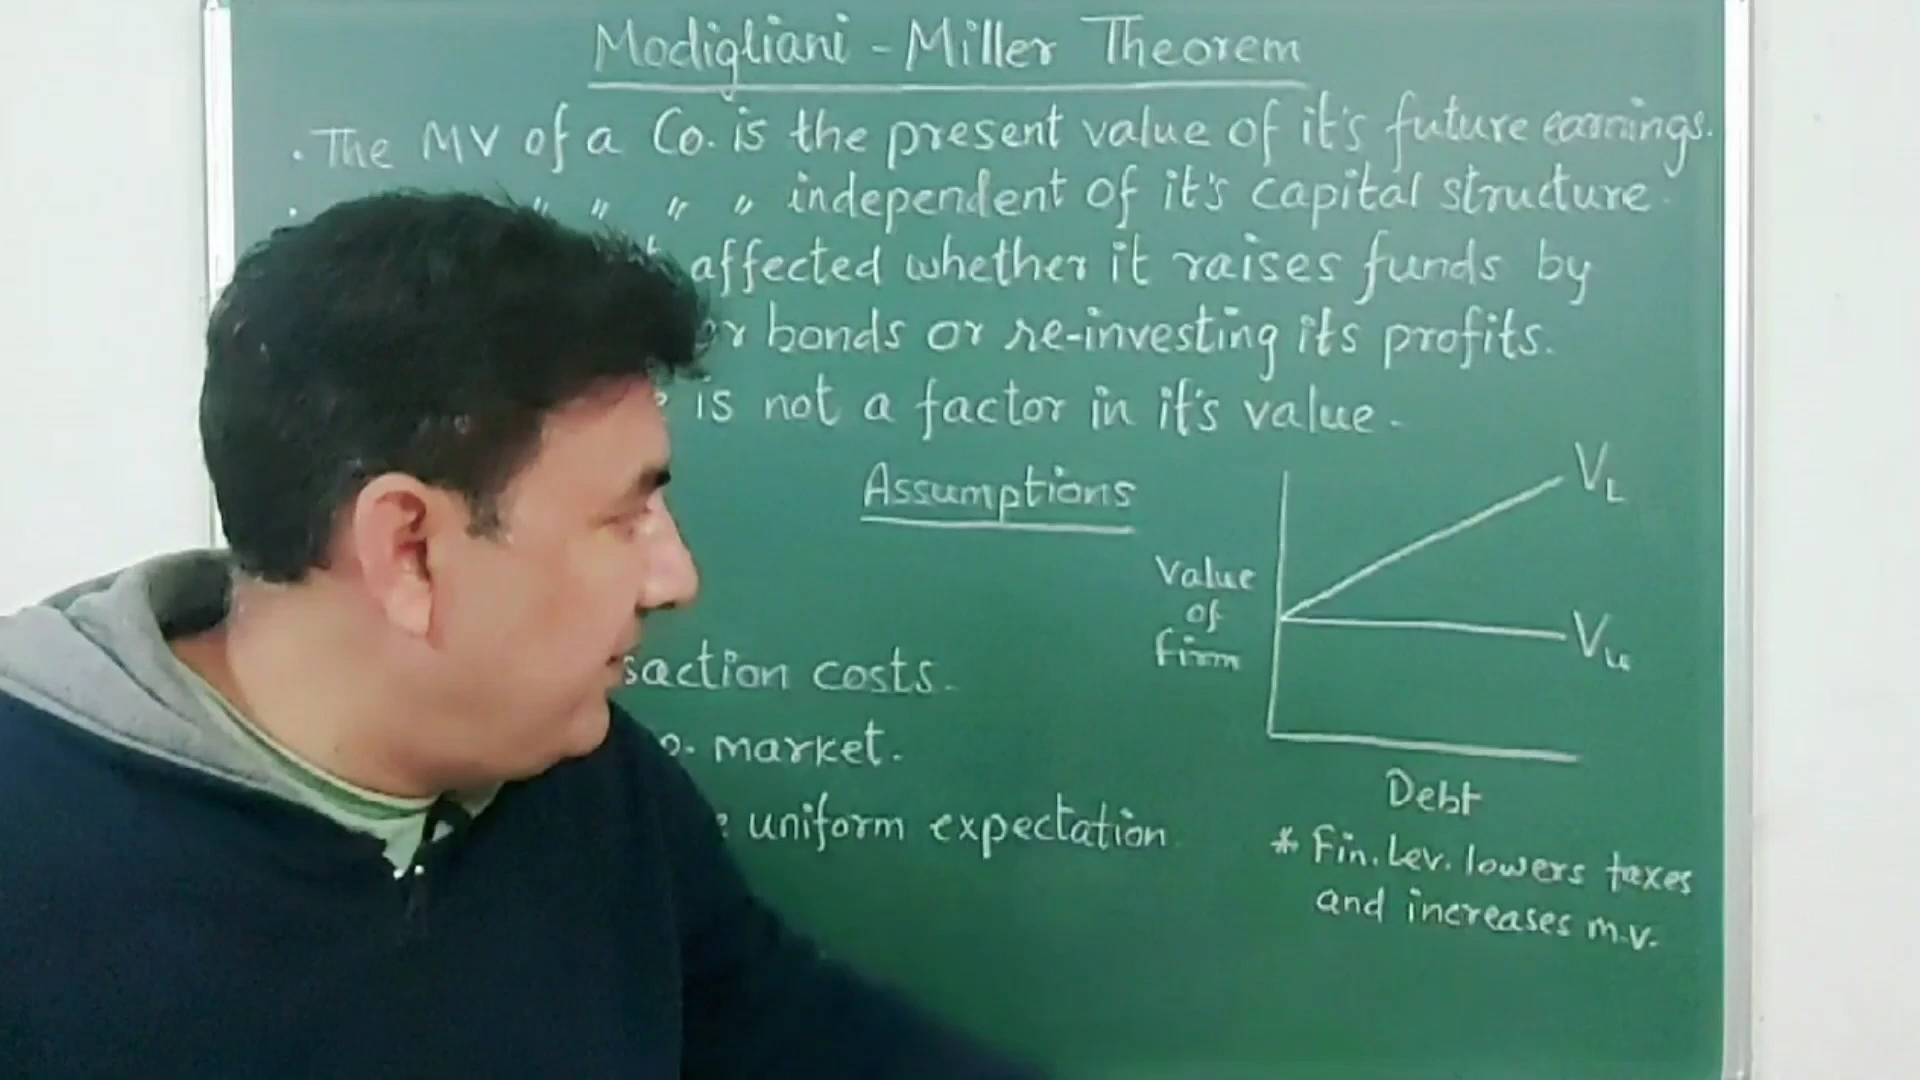 Modigliani - Miller Theorem
. The MV of a Co. is the present value of it's future earnings.
. " " " " independent of it's capital structure.
affected whether it raises funds by
bonds or re-investing its profits.
is not a factor in it's value.
Assumptions
VL
Value
of
firm
Vu
costs.
market.
Debt
uniform expectation
* Fin. Lev. lowers taxes
and increases m.v.